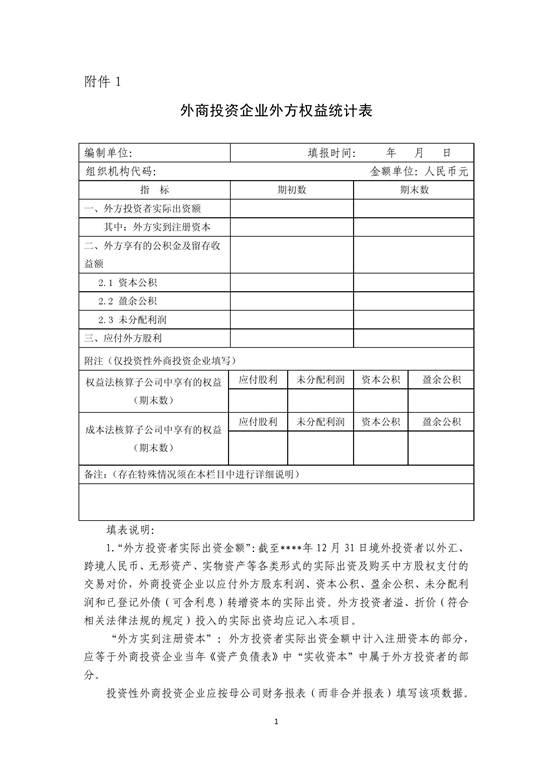 附件 1
外商投资企业外方权益统计表
编制单位： 填报时间： 年 月 日
组织机构代码： 金额单位：人民币元
指 标 期初数 期末数
一、外方投资者实际出资额
其中：外方实到注册资本
二、外方享有的公积金及留存收
益额
2.1 资本公积
2.2 盈余公积
2.3 未分配利润
三、应付外方股利
附注（仅投资性外商投资企业填写）
权益法核算子公司中享有的权益
（期末数）
应付股利 未分配利润 资本公积 盈余公积
成本法核算子公司中享有的权益
（期末数）
应付股利 未分配利润 资本公积 盈余公积
备注：（存在特殊情况须在本栏目中进行详细说明）
填表说明：
1.“外方投资者实际出资金额”：截至****年 12 月 31 日境外投资者以外汇、
跨境人民币、无形资产、实物资产等各类形式的实际出资及购买中方股权支付的
交易对价，外商投资企业以应付外方股东利润、资本公积、盈余公积、未分配利
润和已登记外债（可含利息）转增资本的实际出资。外方投资者溢、折价（符合
相关法律法规的规定）投入的实际出资均应记入本项目。
“外方实到注册资本”：外方投资者实际出资金额中计入注册资本的部分，
应等于外商投资企业当年《资产负债表》中“实收资本”中属于外方投资者的部
分。
投资性外商投资企业应按母公司财务报表（而非合并报表）填写该项数据。
1